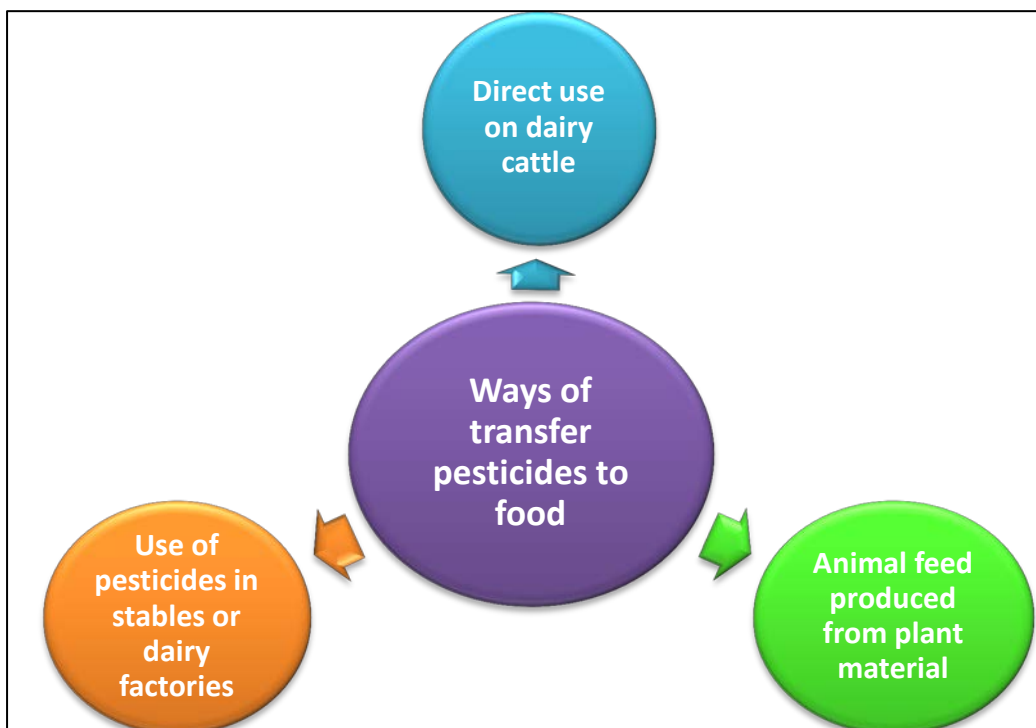 Direct use
on dairy
cattle
Ways of
transfer
pesticides to
food
Use of
pesticides in
stables or
dairy
factories
Animal feed
produced
from plant
material